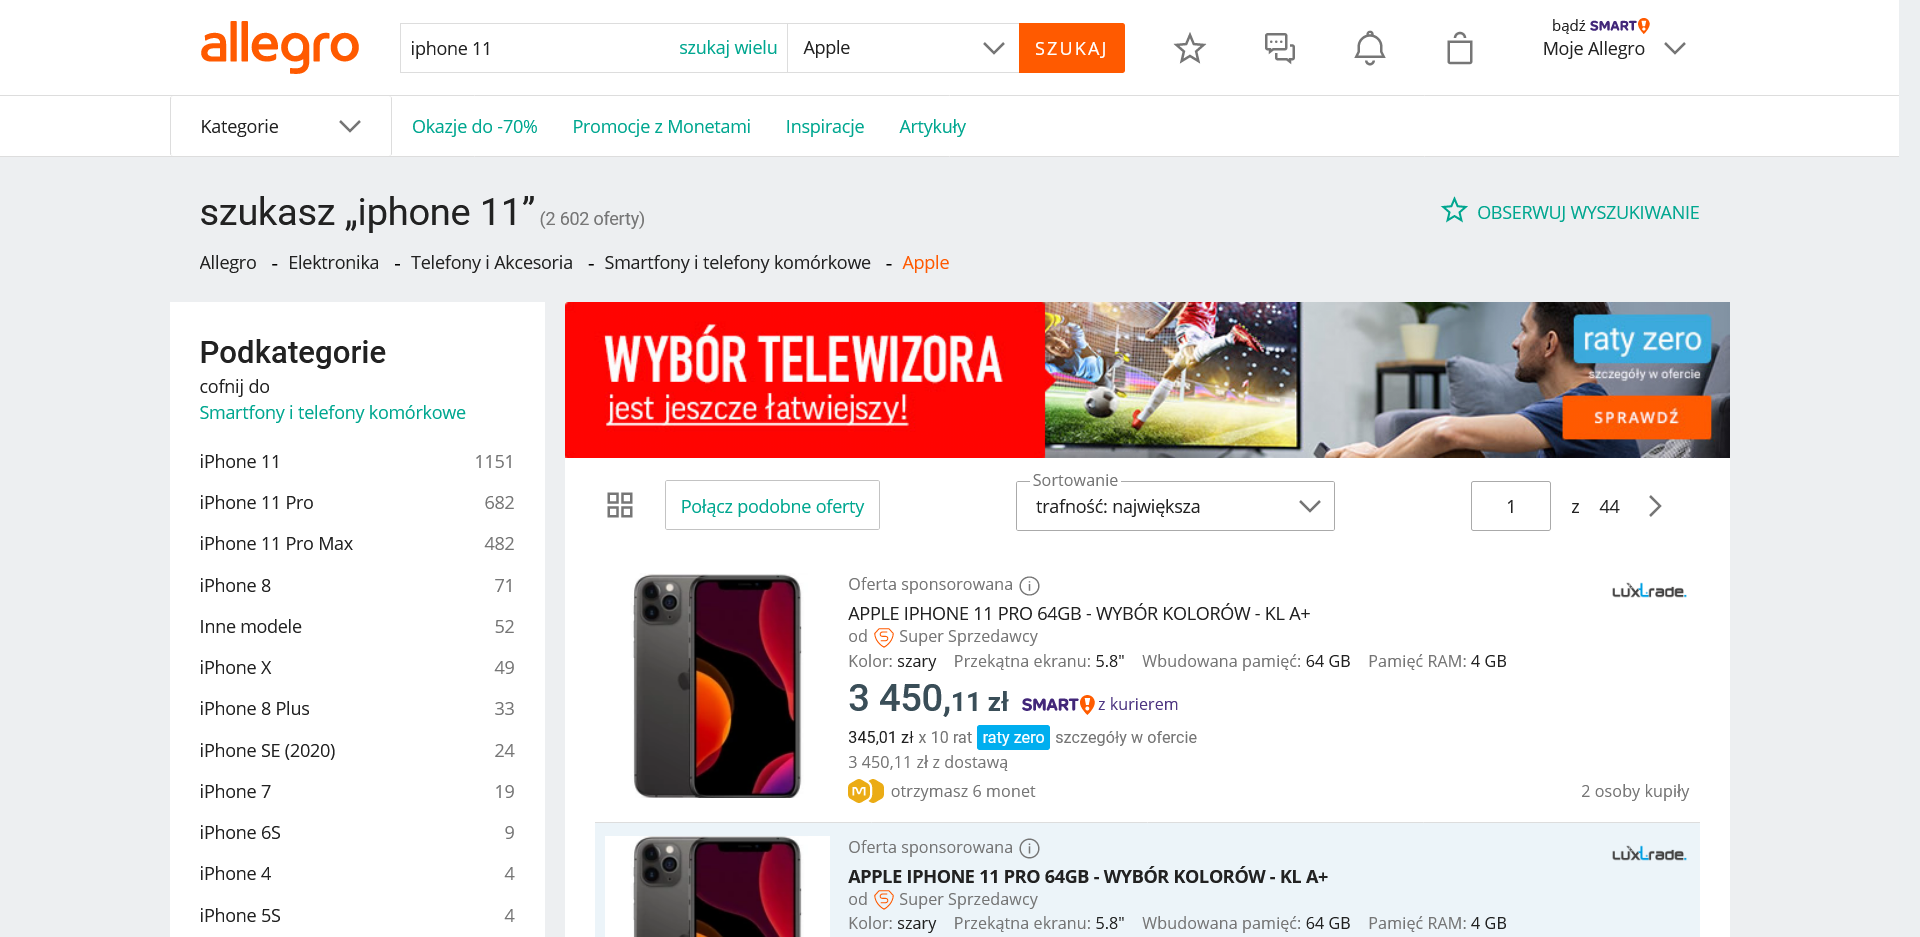 allegro
iphone 11 szukaj wielu Apple SZUKAJ
bądź SMART!
Moje Allegro
Kategorie Okazje do -70% Promocje z Monetami Inspiracje Artykuły
szukasz „iphone 11” (2 602 oferty)
OBSERWUJ WYSZUKIWANIE
Allegro - Elektronika - Telefony i Akcesoria - Smartfony i telefony komórkowe - Apple
Podkategorie
cofnij do
Smartfony i telefony komórkowe
iPhone 11 1151
iPhone 11 Pro 682
iPhone 11 Pro Max 482
iPhone 8 71
Inne modele 52
iPhone X 49
iPhone 8 Plus 33
iPhone SE (2020) 24
iPhone 7 19
iPhone 6S 9
iPhone 4 4
iPhone 5S 4
WYBÓR TELEWIZORA
jest jeszcze łatwiejszy!
raty zero
szczegóły w ofercie
SPRAWDŹ
Połącz podobne oferty
Sortowanie
trafność: największa
1 z 44
Oferta sponsorowana
luxtrade.
APPLE IPHONE 11 PRO 64GB - WYBÓR KOLORÓW - KL A+
od Super Sprzedawcy
Kolor: szary Przekątna ekranu: 5.8" Wbudowana pamięć: 64 GB Pamięć RAM: 4 GB
3 450,11 zł SMART! z kurierem
345,01 zł x 10 rat raty zero szczegóły w ofercie
3 450,11 zł z dostawą
M otrzymasz 6 monet
2 osoby kupiły
Oferta sponsorowana
luxtrade.
APPLE IPHONE 11 PRO 64GB - WYBÓR KOLORÓW - KL A+
od Super Sprzedawcy
Kolor: szary Przekątna ekranu: 5.8" Wbudowana pamięć: 64 GB Pamięć RAM: 4 GB